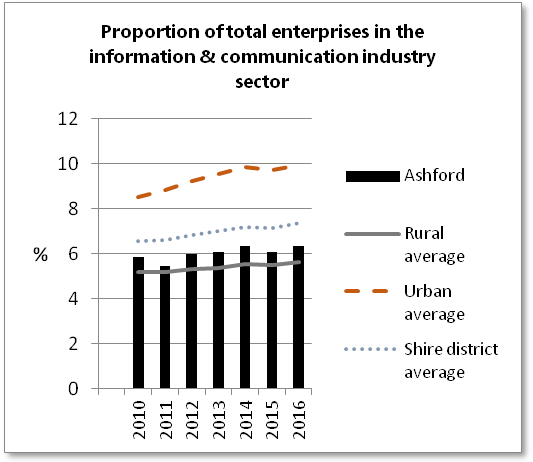 Proportion of total enterprises in the
information & communication industry
sector
12
10
8
6
4
2
0
%
2010
2011
2012
2013
2014
2015
2016
Ashford
Rural
average
Urban
average
Shire district
average